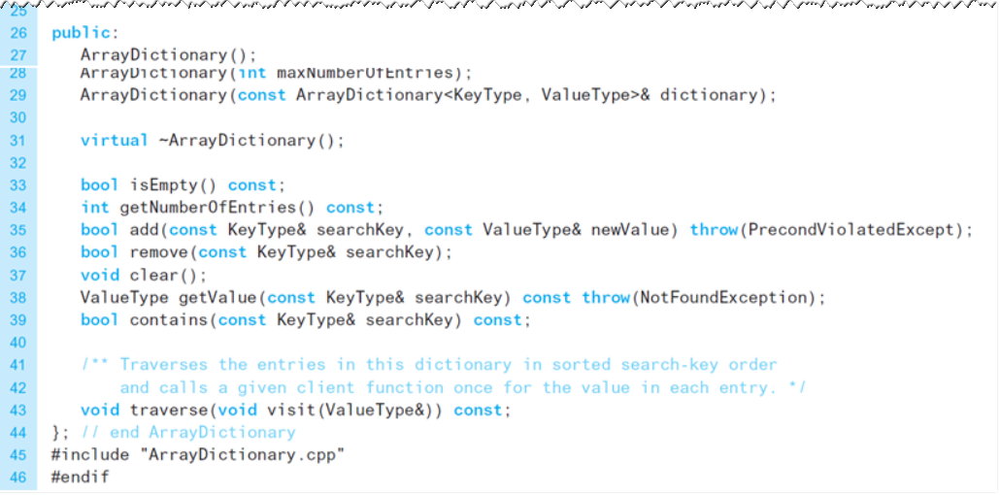 25
26 public:
27 ArrayDictionary();
28 ArrayDictionary(int maxNumberOfEntries);
29 ArrayDictionary(const ArrayDictionary<KeyType, ValueType>& dictionary);
30
31 virtual ~ArrayDictionary();
32
33 bool isEmpty() const;
34 int getNumberOfEntries() const;
35 bool add(const KeyType& searchKey, const ValueType& newValue) throw(PrecondViolatedExcept);
36 bool remove(const KeyType& searchKey);
37 void clear();
38 ValueType getValue(const KeyType& searchKey) const throw(NotFoundException);
39 bool contains(const KeyType& searchKey) const;
40
41 /** Traverses the entries in this dictionary in sorted search-key order
42 and calls a given client function once for the value in each entry. */
43 void traverse(void visit(ValueType&)) const;
44 }; // end ArrayDictionary
45 #include "ArrayDictionary.cpp"
46 #endif